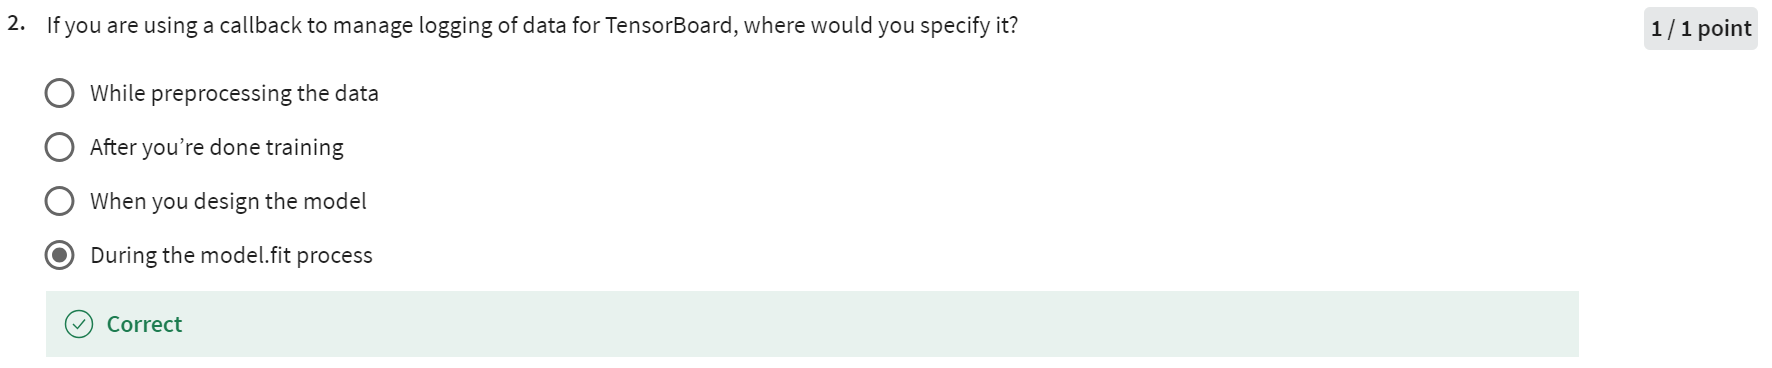 2. If you are using a callback to manage logging of data for TensorBoard, where would you specify it?
1 / 1 point
While preprocessing the data
After you’re done training
When you design the model
During the model.fit process
Correct